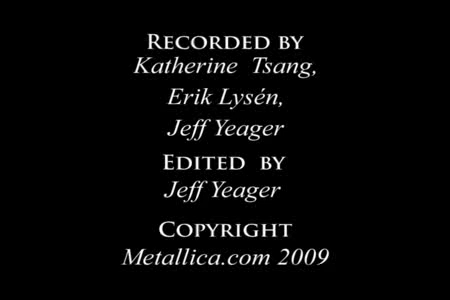 Recorded by
Katherine Tsang,
Erik Lysén,
Jeff Yeager
Edited by
Jeff Yeager
Copyright
Metallica.com 2009